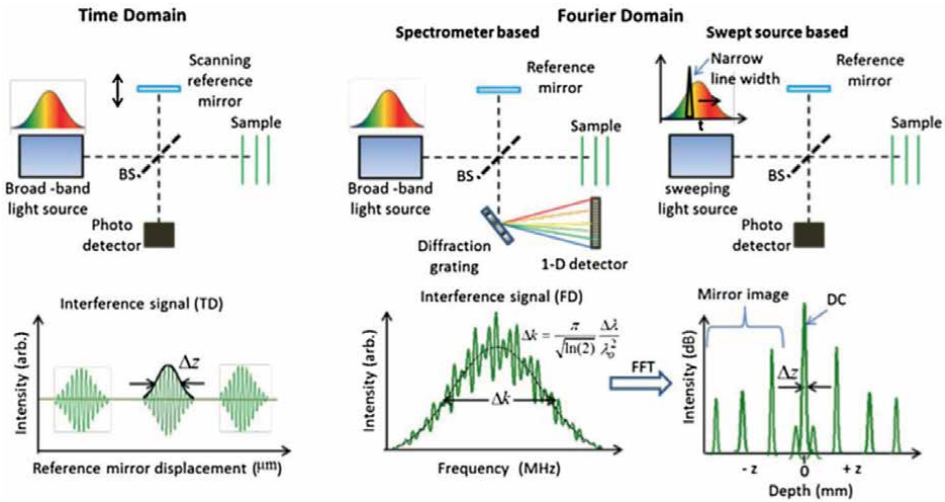 Time Domain
Fourier Domain
Spectrometer based
Swept source based
Scanning
reference
mirror
Sample
BS
Broad -band
light source
Photo
detector
Reference
mirror
Sample
BS
Broad -band
light source
Diffraction
grating
1-D detector
Narrow
line width
t
Reference
mirror
Sample
BS
sweeping
light source
Photo
detector
Interference signal (TD)
Intensity (arb.)
Δz
Reference mirror displacement (μm)
Interference signal (FD)
Intensity (arb.)
Δk = π/√ln(2) Δλ/λ₀²
Δk
Frequency (MHz)
FFT
Mirror image
DC
Intensity (dB)
Δz
- z
0
+ z
Depth (mm)